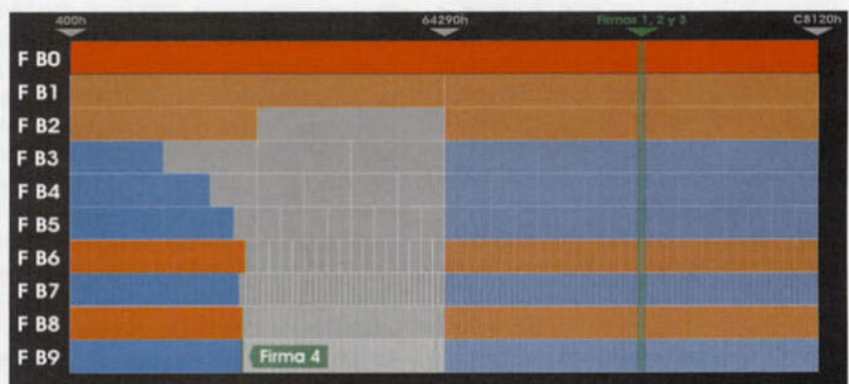 400h 64290h Firmas 1, 2 y 3 C8120h
F B0
F B1
F B2
F B3
F B4
F B5
F B6
F B7
F B8
F B9 Firma 4